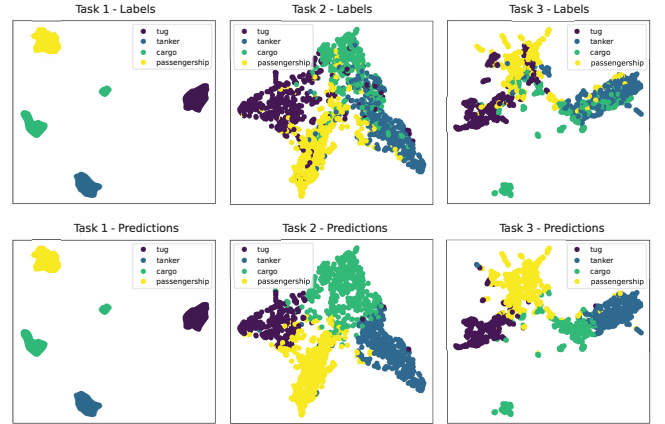 Task 1 - Labels
tug
tanker
cargo
passengership
Task 2 - Labels
tug
tanker
cargo
passengership
Task 3 - Labels
tug
tanker
cargo
passengership
Task 1 - Predictions
tug
tanker
cargo
passengership
Task 2 - Predictions
tug
tanker
cargo
passengership
Task 3 - Predictions
tug
tanker
cargo
passengership